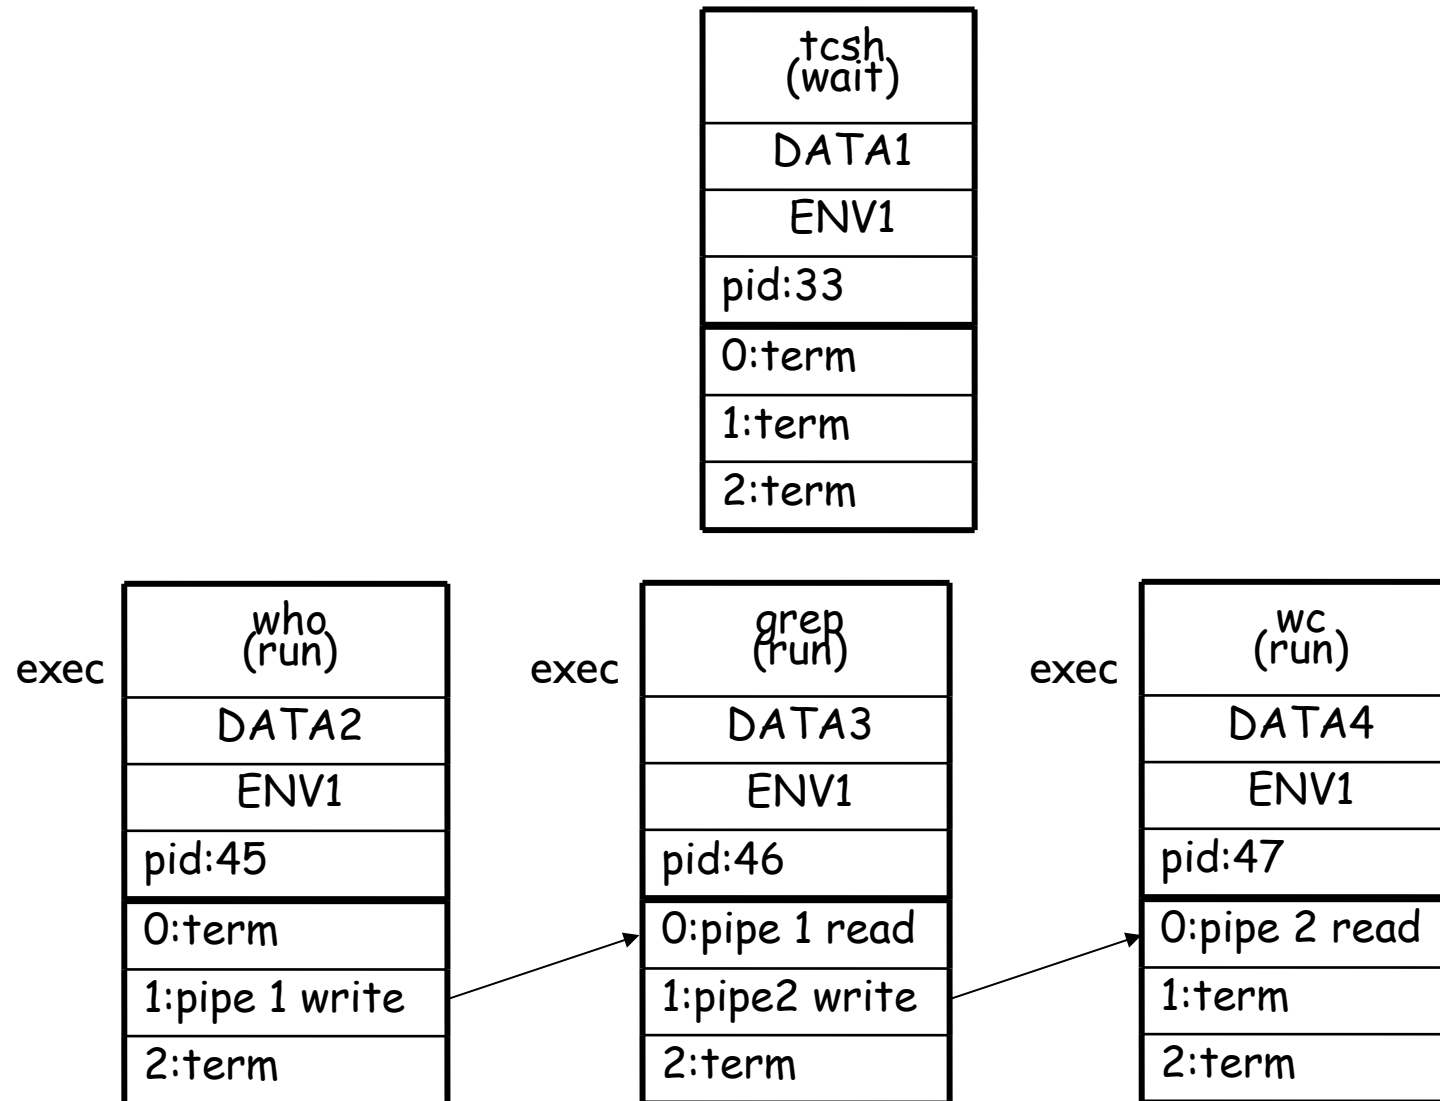 tcsh
(wait)
DATA1
ENV1
pid:33
0:term
1:term
2:term
exec
who
(run)
DATA2
ENV1
pid:45
0:term
1:pipe 1 write
2:term
exec
grep
(run)
DATA3
ENV1
pid:46
0:pipe 1 read
1:pipe2 write
2:term
exec
wc
(run)
DATA4
ENV1
pid:47
0:pipe 2 read
1:term
2:term